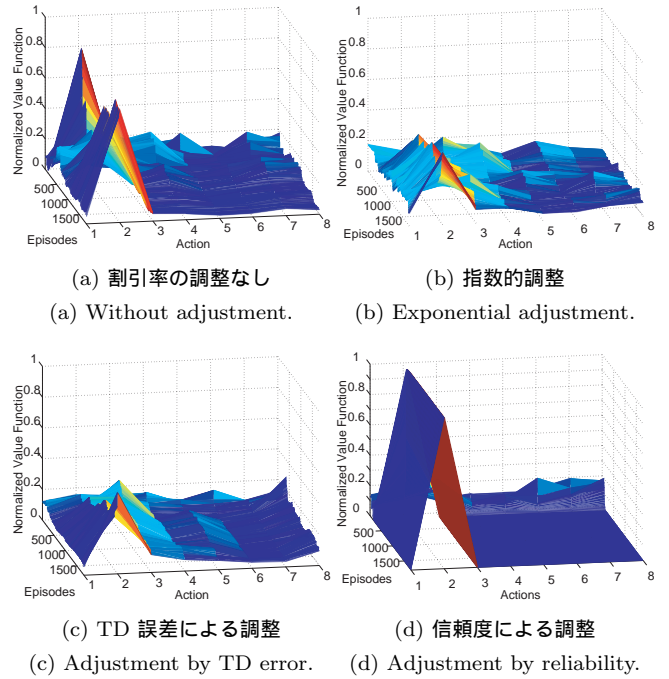 Normalized Value Function
1
0.8
0.6
0.4
0.2
0
500
1000
1500
Episodes
1 2 3 4 5 6 7 8
Action
(a) 割引率の調整なし
(a) Without adjustment.
Normalized Value Function
1
0.8
0.6
0.4
0.2
0
500
1000
1500
Episodes
1 2 3 4 5 6 7 8
Action
(b) 指数的調整
(b) Exponential adjustment.
Normalized Value Function
1
0.8
0.6
0.4
0.2
0
500
1000
1500
Episodes
1 2 3 4 5 6 7 8
Action
(c) TD 誤差による調整
(c) Adjustment by TD error.
Normalized Value Function
1
0.8
0.6
0.4
0.2
0
500
1000
1500
Episodes
1 2 3 4 5 6 7 8
Actions
(d) 信頼度による調整
(d) Adjustment by reliability.